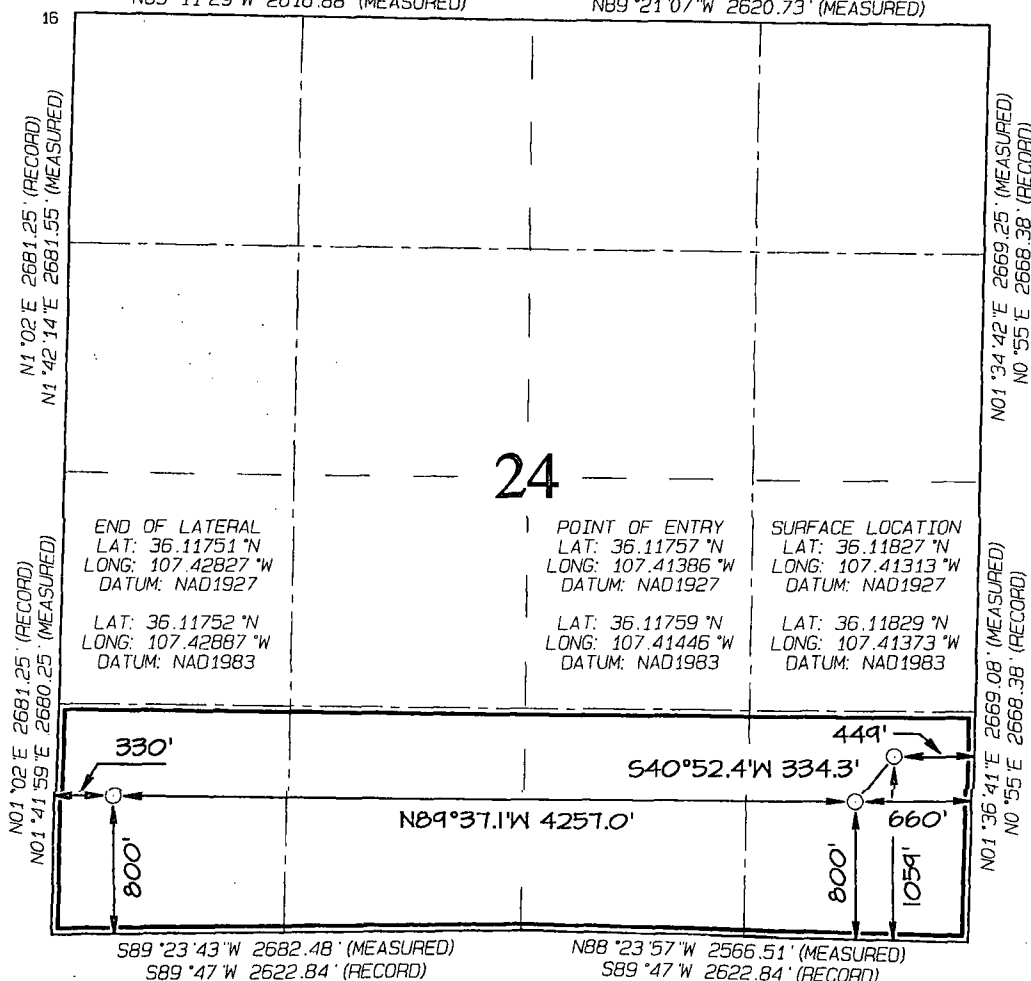 16
N89 °21'07"W 2620.73' (MEASURED)
N1 °02'E 2681.25' (RECORD)
N1 °42'14"E 2681.55' (MEASURED)
N01 °34'42"E 2669.25' (MEASURED)
N0 °55'E 2668.38' (RECORD)
24
END OF LATERAL
LAT: 36.11751 °N
LONG: 107.42827 °W
DATUM: NAD1927
LAT: 36.11752 °N
LONG: 107.42887 °W
DATUM: NAD1983
POINT OF ENTRY
LAT: 36.11757 °N
LONG: 107.41386 °W
DATUM: NAD1927
LAT: 36.11759 °N
LONG: 107.41446 °W
DATUM: NAD1983
SURFACE LOCATION
LAT: 36.11827 °N
LONG: 107.41313 °W
DATUM: NAD1927
LAT: 36.11829 °N
LONG: 107.41373 °W
DATUM: NAD1983
N01 °02'E 2681.25' (RECORD)
N01 °41'59"E 2680.25' (MEASURED)
N01 °36'41"E 2669.08' (MEASURED)
N0 °55'E 2668.38' (RECORD)
330'
449'
S40°52.4'W 334.3'
N89°37.1'W 4257.0'
660'
800'
800'
1059'
S89 °23'43"W 2682.48' (MEASURED)
S89 °47'W 2622.84' (RECORD)
N88 °23'57"W 2566.51' (MEASURED)
S89 °47'W 2622.84' (RECORD)